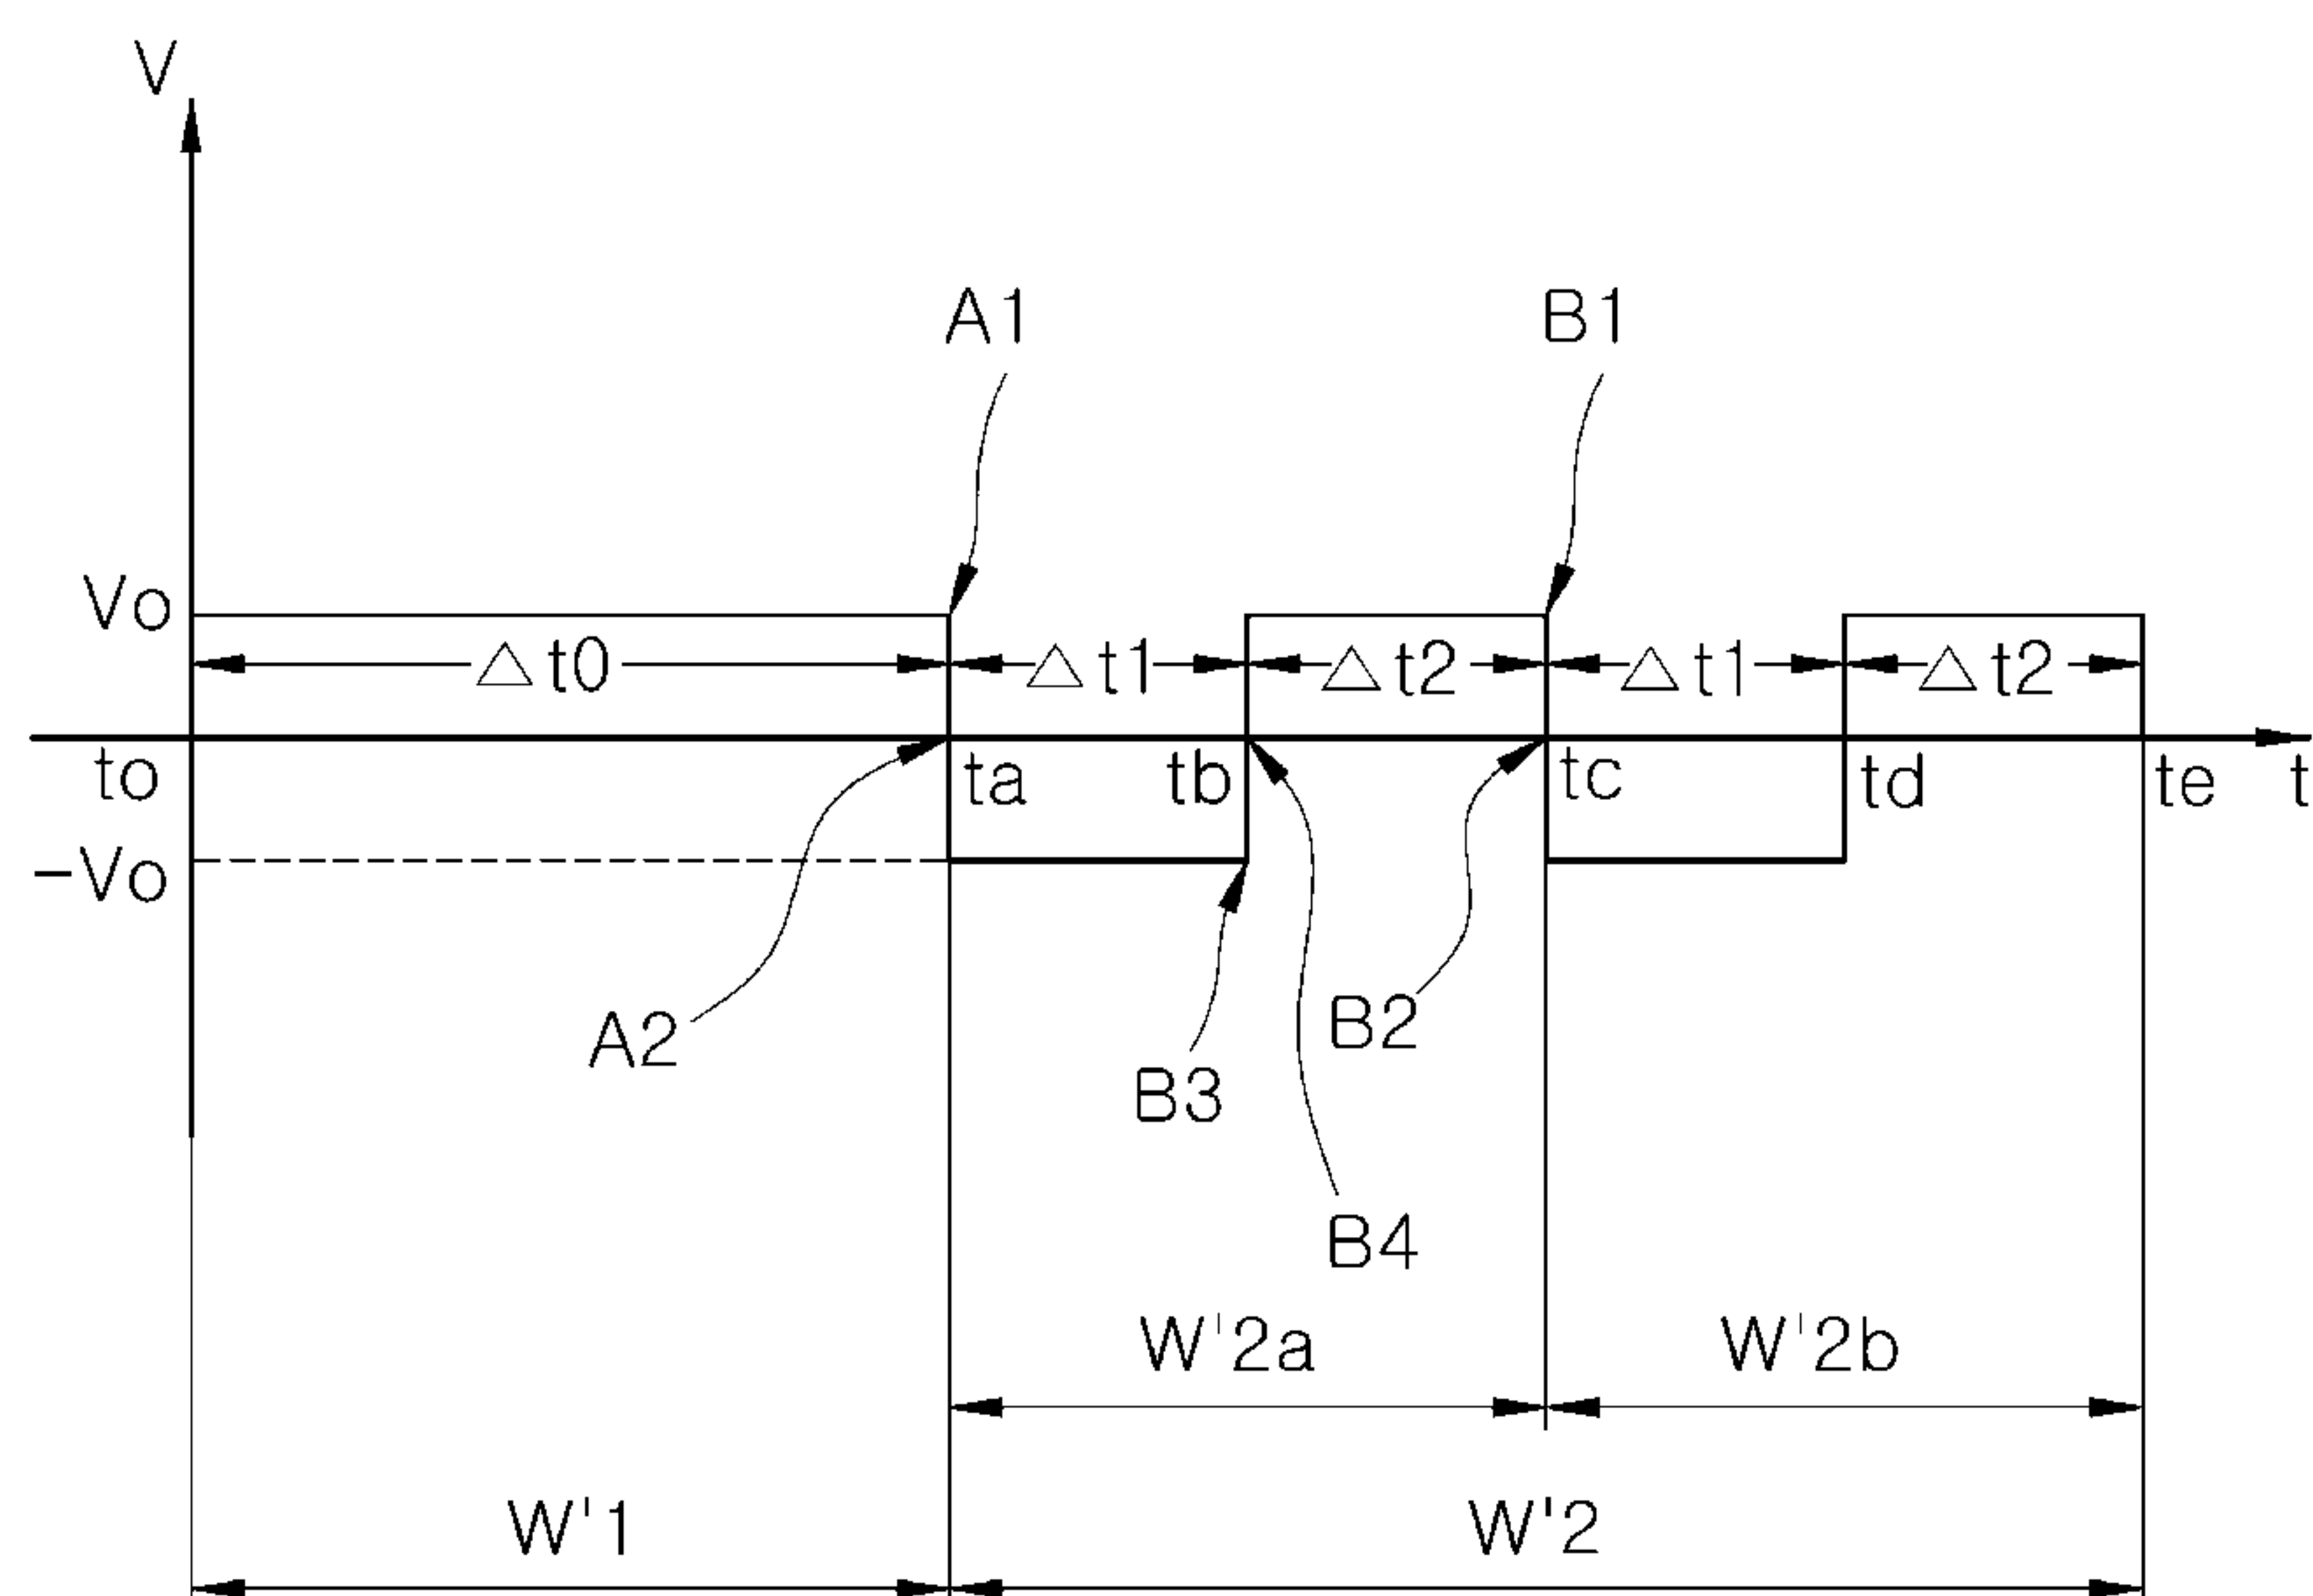 V
A1 B1
Vo
△t0 △t1 △t2 △t1 △t2
to ta tb tc td te t
-Vo
A2 B2
B3
B4
W'2a W'2b
W'1 W'2